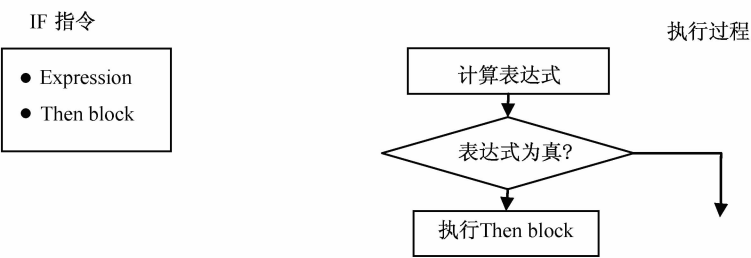 IF 指令
● Expression
● Then block
执行过程
计算表达式
表达式为真?
执行Then block